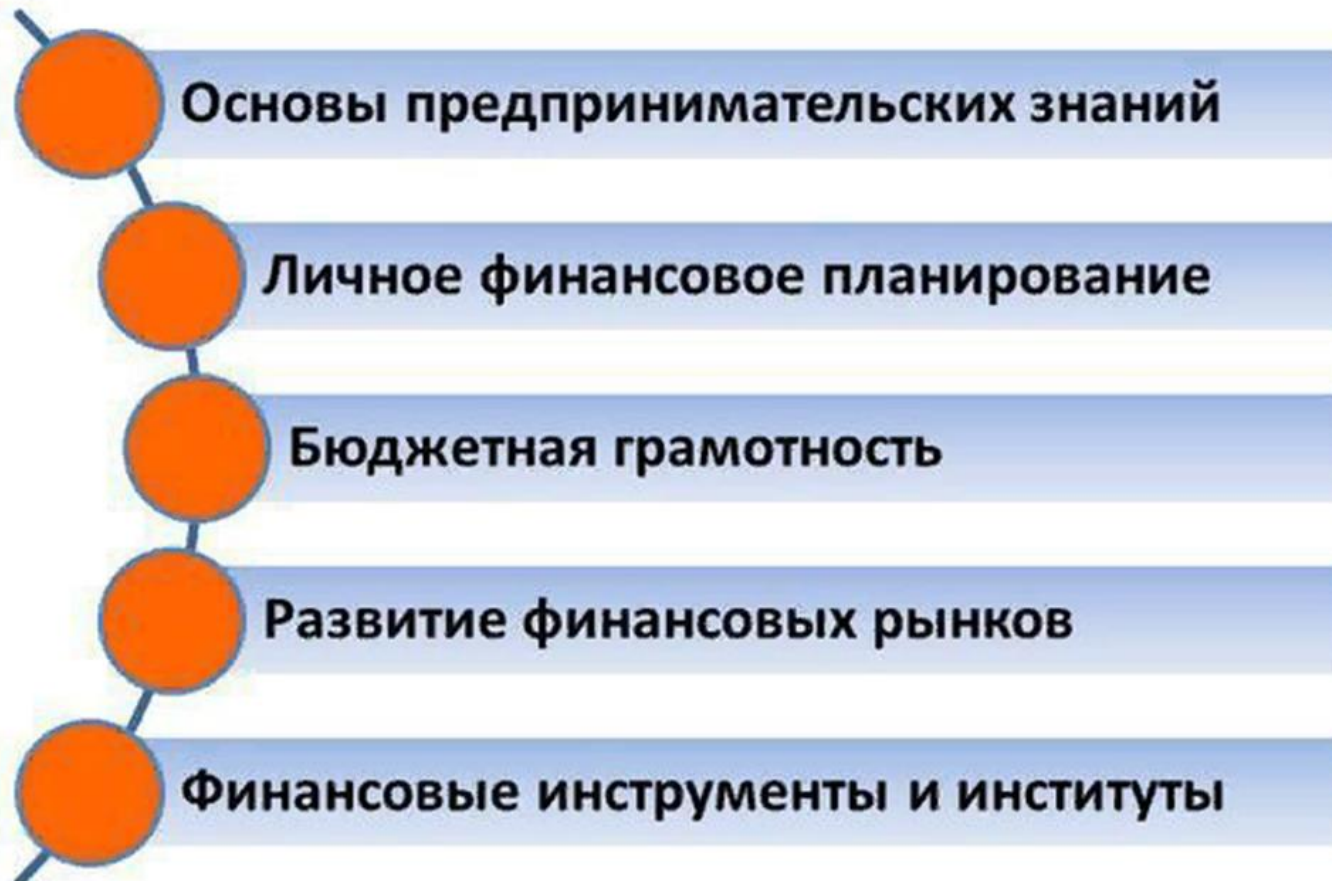 Основы предпринимательских знаний
Личное финансовое планирование
Бюджетная грамотность
Развитие финансовых рынков
Финансовые инструменты и институты